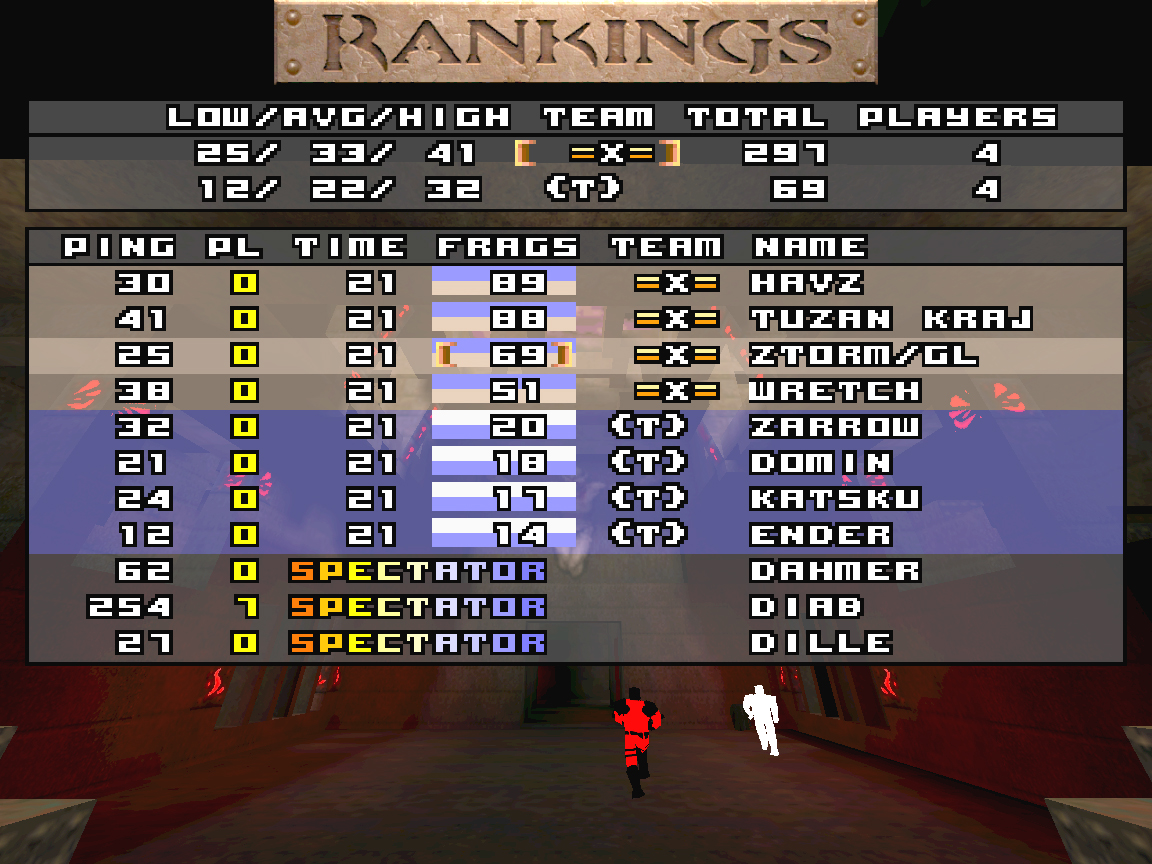 RANKINGS
LOW/AVG/HIGH TEAM TOTAL PLAYERS
25/ 33/ 41 [ =X=] 297 4
12/ 22/ 32 (T) 69 4
PING PL TIME FRAGS TEAM NAME
30 0 21 89 =X= HAVZ
41 0 21 88 =X= TUZAN KRAJ
25 0 21 [ 69] =X= ZTORM/GL
38 0 21 51 =X= WRETCH
32 0 21 20 (T) ZARROW
21 0 21 18 (T) DOMIN
24 0 21 17 (T) KATSKU
12 0 21 14 (T) ENDER
62 0 SPECTATOR DAHMER
254 7 SPECTATOR DIAB
27 0 SPECTATOR DILLE